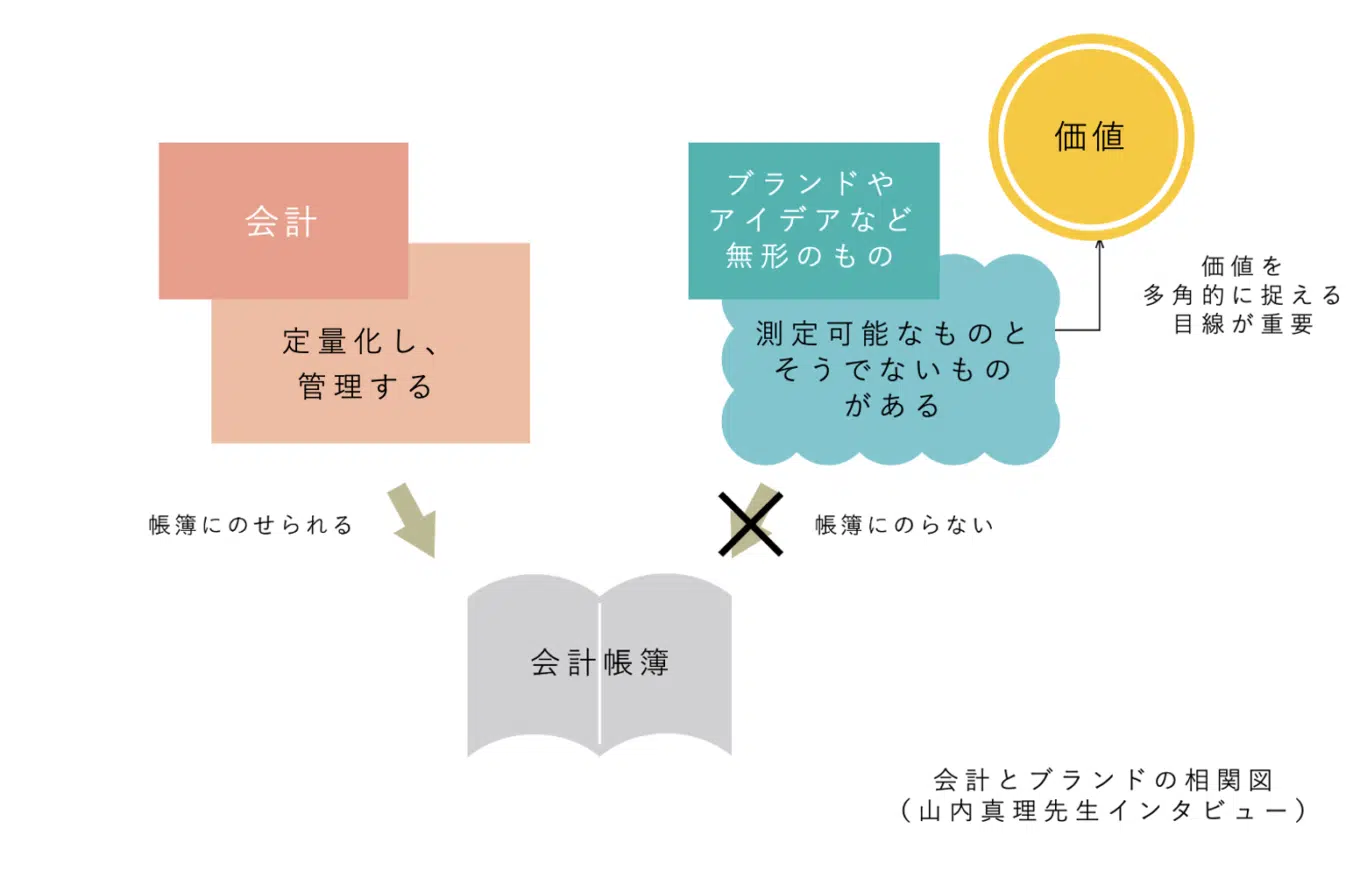 会計
定量化し、
管理する
帳簿にのせられる
ブランドや
アイデアなど
無形のもの
測定可能なものと
そうでないもの
がある
価値
価値を
多角的に捉える
目線が重要
帳簿にのらない
会計帳簿
会計とブランドの相関図
（山内真理先生インタビュー）